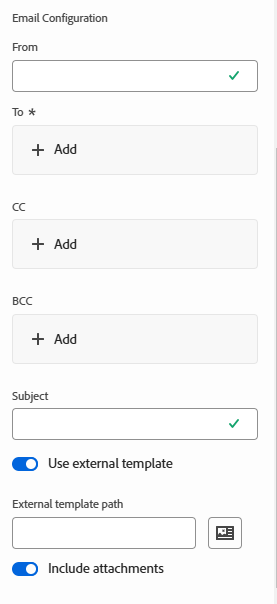 Email Configuration
From
To *
+ Add
CC
+ Add
BCC
+ Add
Subject
Use external template
External template path
Include attachments